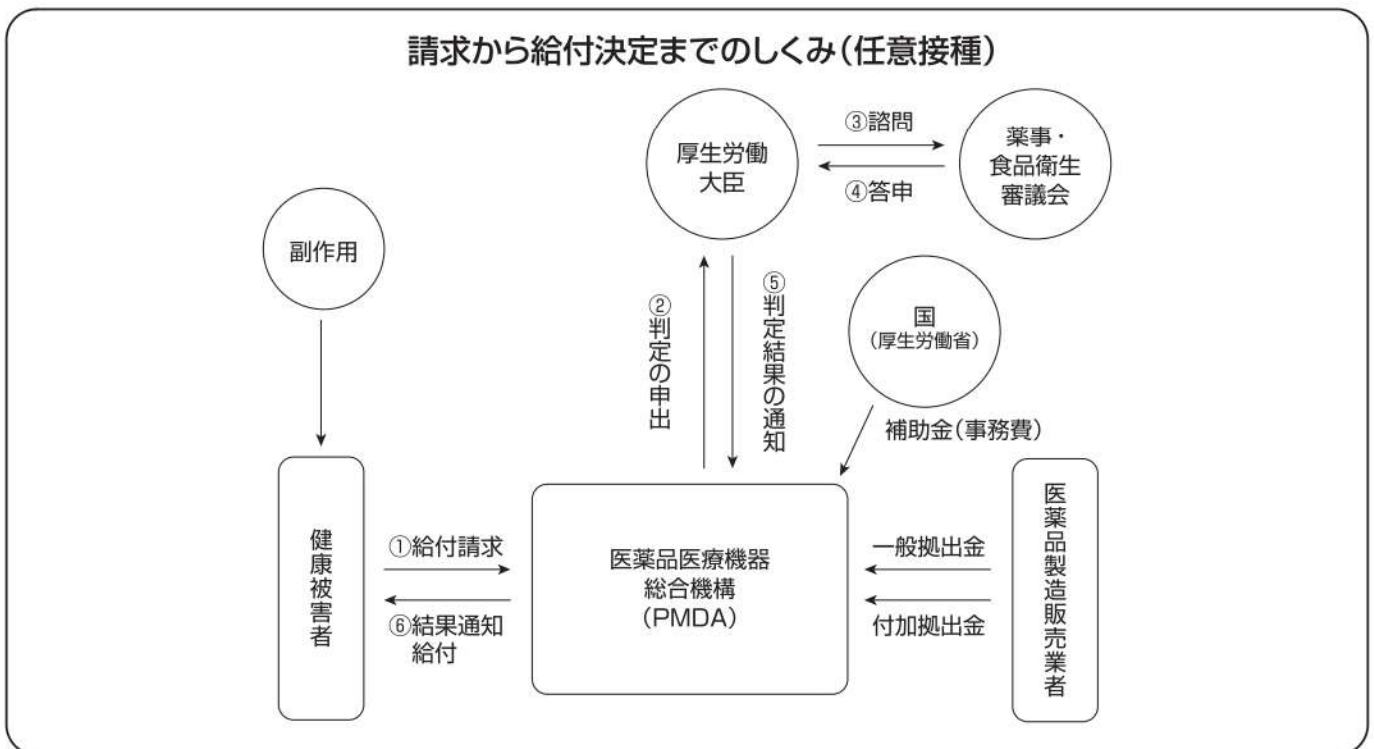 請求から給付決定までのしくみ（任意接種）
厚生労働
大臣
③諮問
④答申
薬事・
食品衛生
審議会
副作用
②判定の申出
⑤判定結果の通知
国
（厚生労働省）
補助金（事務費）
健康被害者
①給付請求
⑥結果通知
給付
医薬品医療機器
総合機構
（PMDA）
一般拠出金
付加拠出金
医薬品製造販売業者